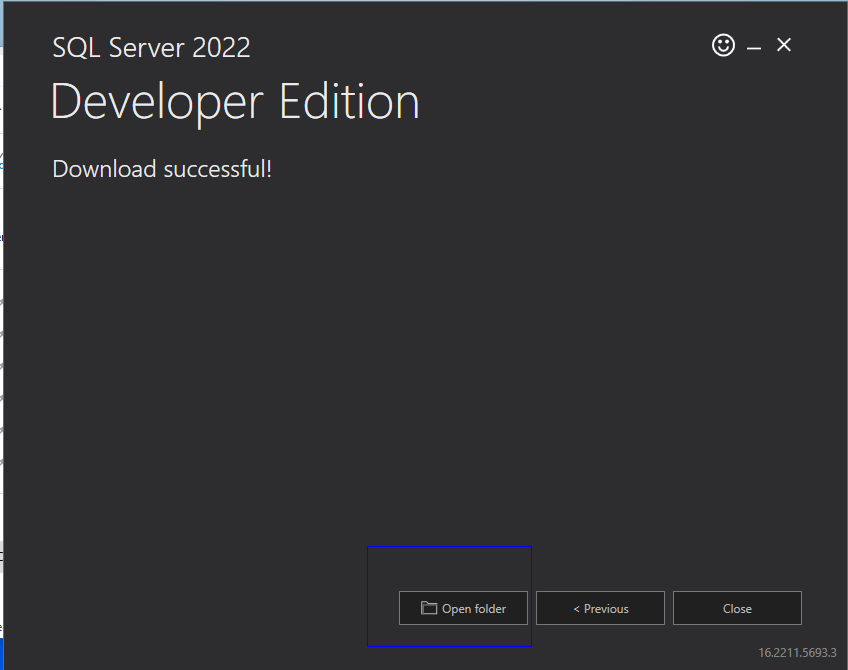 SQL Server 2022
Developer Edition
Download successful!
Open folder
< Previous
Close
16.2211.5693.3